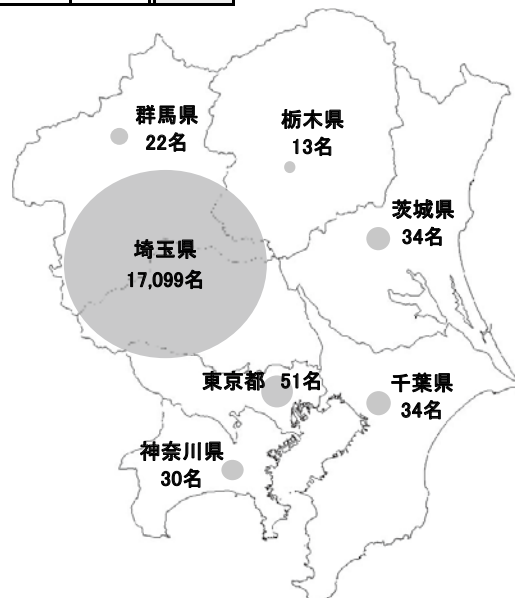 群馬県
22名
栃木県
13名
茨城県
34名
埼玉県
17,099名
東京都 51名
千葉県
34名
神奈川県
30名